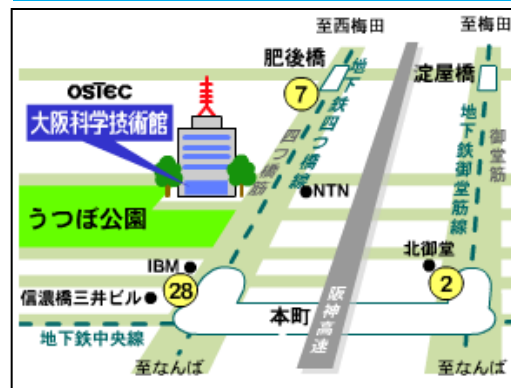 至西梅田
至梅田
肥後橋
淀屋橋
7
OSTEC
大阪科学技術館
地下鉄四つ橋線
四つ橋筋
地下鉄御堂筋線
御堂筋
NTN
うつぼ公園
北御堂
IBM
28
2
信濃橋三井ビル
本町
阪神高速
地下鉄中央線
至なんば
至なんば